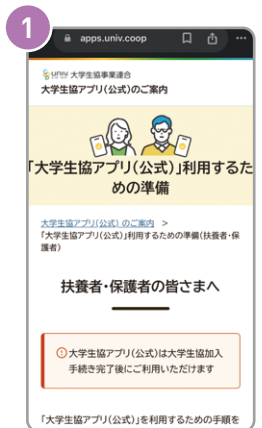 1
apps.univ.coop
UNIV 大学生協事業連合
大学生協アプリ(公式)のご案内
「大学生協アプリ(公式)」利用するた
めの準備
大学生協アプリ(公式) のご案内 >
「大学生協アプリ(公式)」利用するための準備(扶養者・保
護者)
扶養者・保護者の皆さまへ
大学生協アプリ(公式)は大学生協加入
手続き完了後にご利用いただけます
「大学生協アプリ(公式)」を利用するための手順を